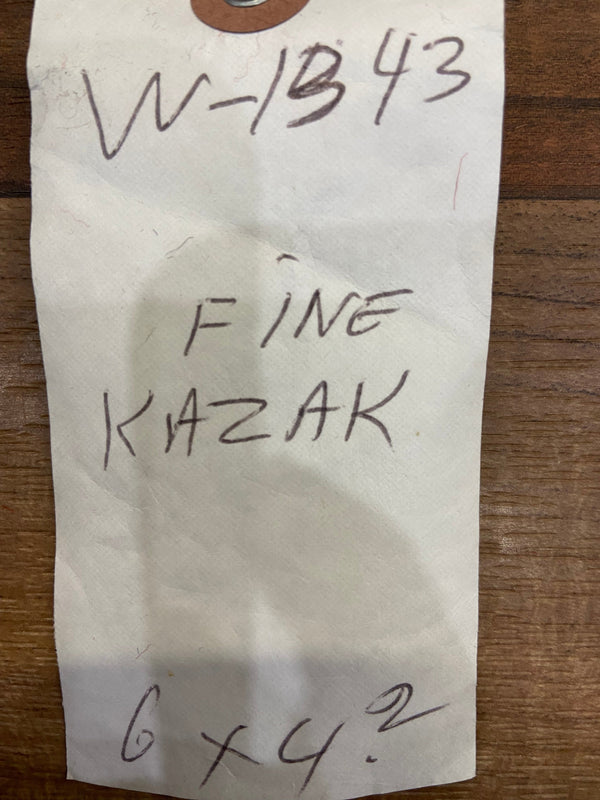 W-1343
FINE
KAZAK
6 x 4.2